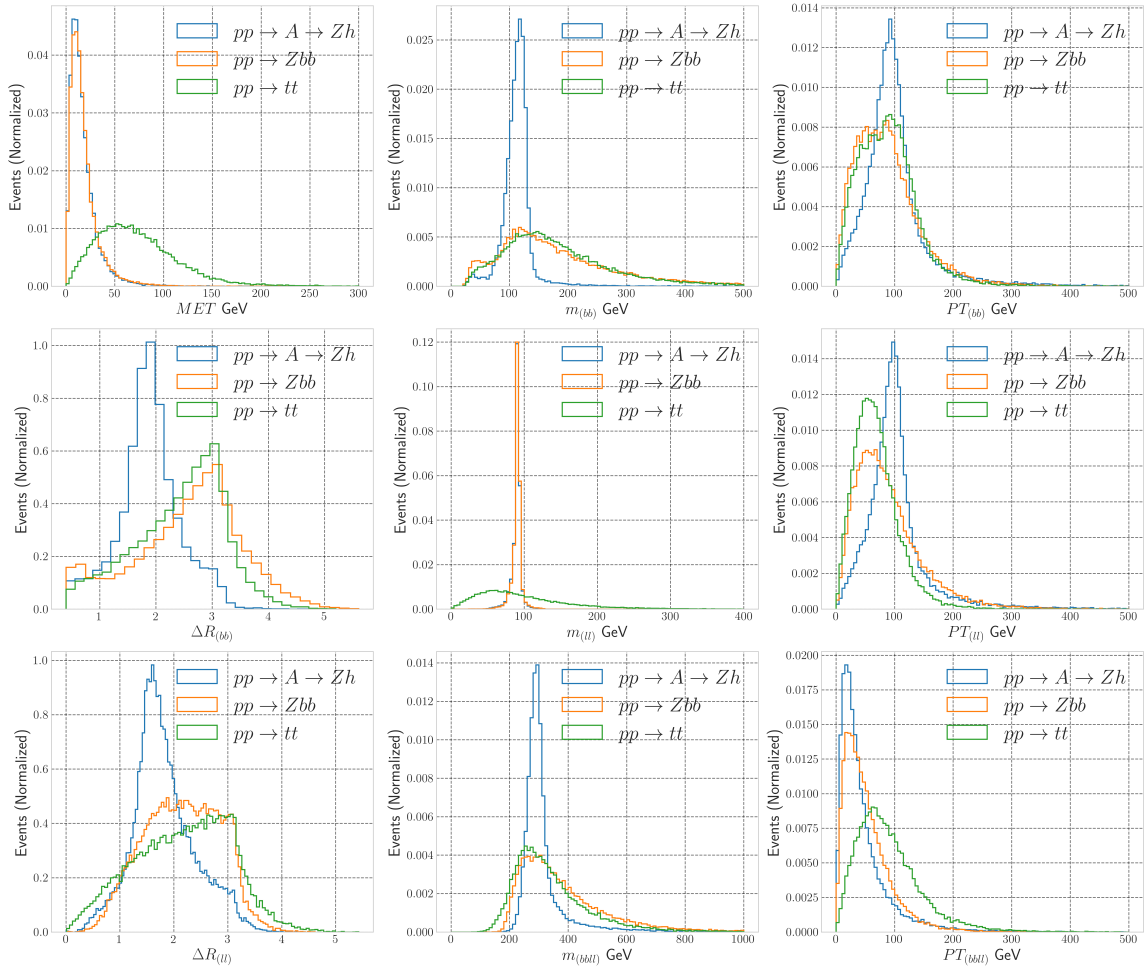 Events (Normalized)
0.04
0.03
0.02
0.01
0.00
pp → A → Zh
pp → Zbb
pp → tt
0 50 100 150 200 250 300
MET GeV
Events (Normalized)
0.025
0.020
0.015
0.010
0.005
0.000
pp → A → Zh
pp → Zbb
pp → tt
0 100 200 300 400 500
m(bb) GeV
Events (Normalized)
0.014
0.012
0.010
0.008
0.006
0.004
0.002
0.000
pp → A → Zh
pp → Zbb
pp → tt
0 100 200 300 400 500
PT(bb) GeV
Events (Normalized)
1.0
0.8
0.6
0.4
0.2
0.0
pp → A → Zh
pp → Zbb
pp → tt
1 2 3 4 5
ΔR(bb)
Events (Normalized)
0.12
0.10
0.08
0.06
0.04
0.02
0.00
pp → A → Zh
pp → Zbb
pp → tt
0 100 200 300 400
m(ll) GeV
Events (Normalized)
0.014
0.012
0.010
0.008
0.006
0.004
0.002
0.000
pp → A → Zh
pp → Zbb
pp → tt
0 100 200 300 400 500
PT(ll) GeV
Events (Normalized)
1.0
0.8
0.6
0.4
0.2
0.0
pp → A → Zh
pp → Zbb
pp → tt
0 1 2 3 4 5
ΔR(ll)
Events (Normalized)
0.014
0.012
0.010
0.008
0.006
0.004
0.002
0.000
pp → A → Zh
pp → Zbb
pp → tt
0 200 400 600 800 1000
m(bbll) GeV
Events (Normalized)
0.0200
0.0175
0.0150
0.0125
0.0100
0.0075
0.0050
0.0025
0.0000
pp → A → Zh
pp → Zbb
pp → tt
0 100 200 300 400 500
PT(bbll) GeV